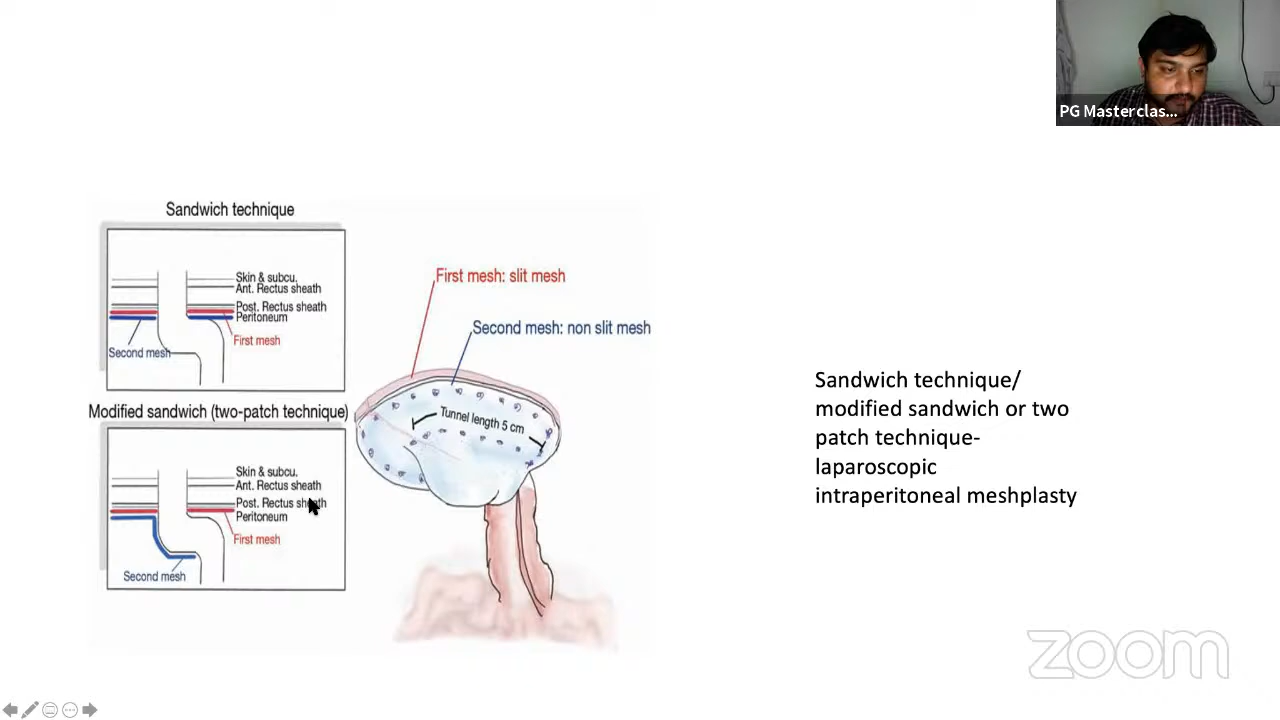 PG Masterclas...
Sandwich technique
Skin & subcu.
Ant. Rectus sheath
Post. Rectus sheath
Peritoneum
First mesh
Second mesh
Modified sandwich (two-patch technique)
Skin & subcu.
Ant. Rectus sheath
Post. Rectus sheath
Peritoneum
First mesh
Second mesh
First mesh: slit mesh
Second mesh: non slit mesh
Tunnel length 5 cm
Sandwich technique/
modified sandwich or two
patch technique-
laparoscopic
intraperitoneal meshplasty
zoom